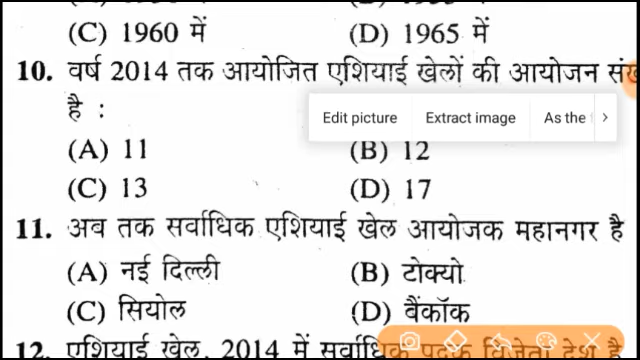 (C) 1960 में (D) 1965 में
10. वर्ष 2014 तक आयोजित एशियाई खेलों की आयोजन
है :
Edit picture Extract image As the
(A) 11 (B) 12
(C) 13 (D) 17
11. अब तक सर्वाधिक एशियाई खेल आयोजक महानगर है
(A) नई दिल्ली (B) टोक्यो
(C) सियोल (D) बैंकॉक
12. एशियाई खेल, 2014 में सर्वाधिक पदक विजेता देश है